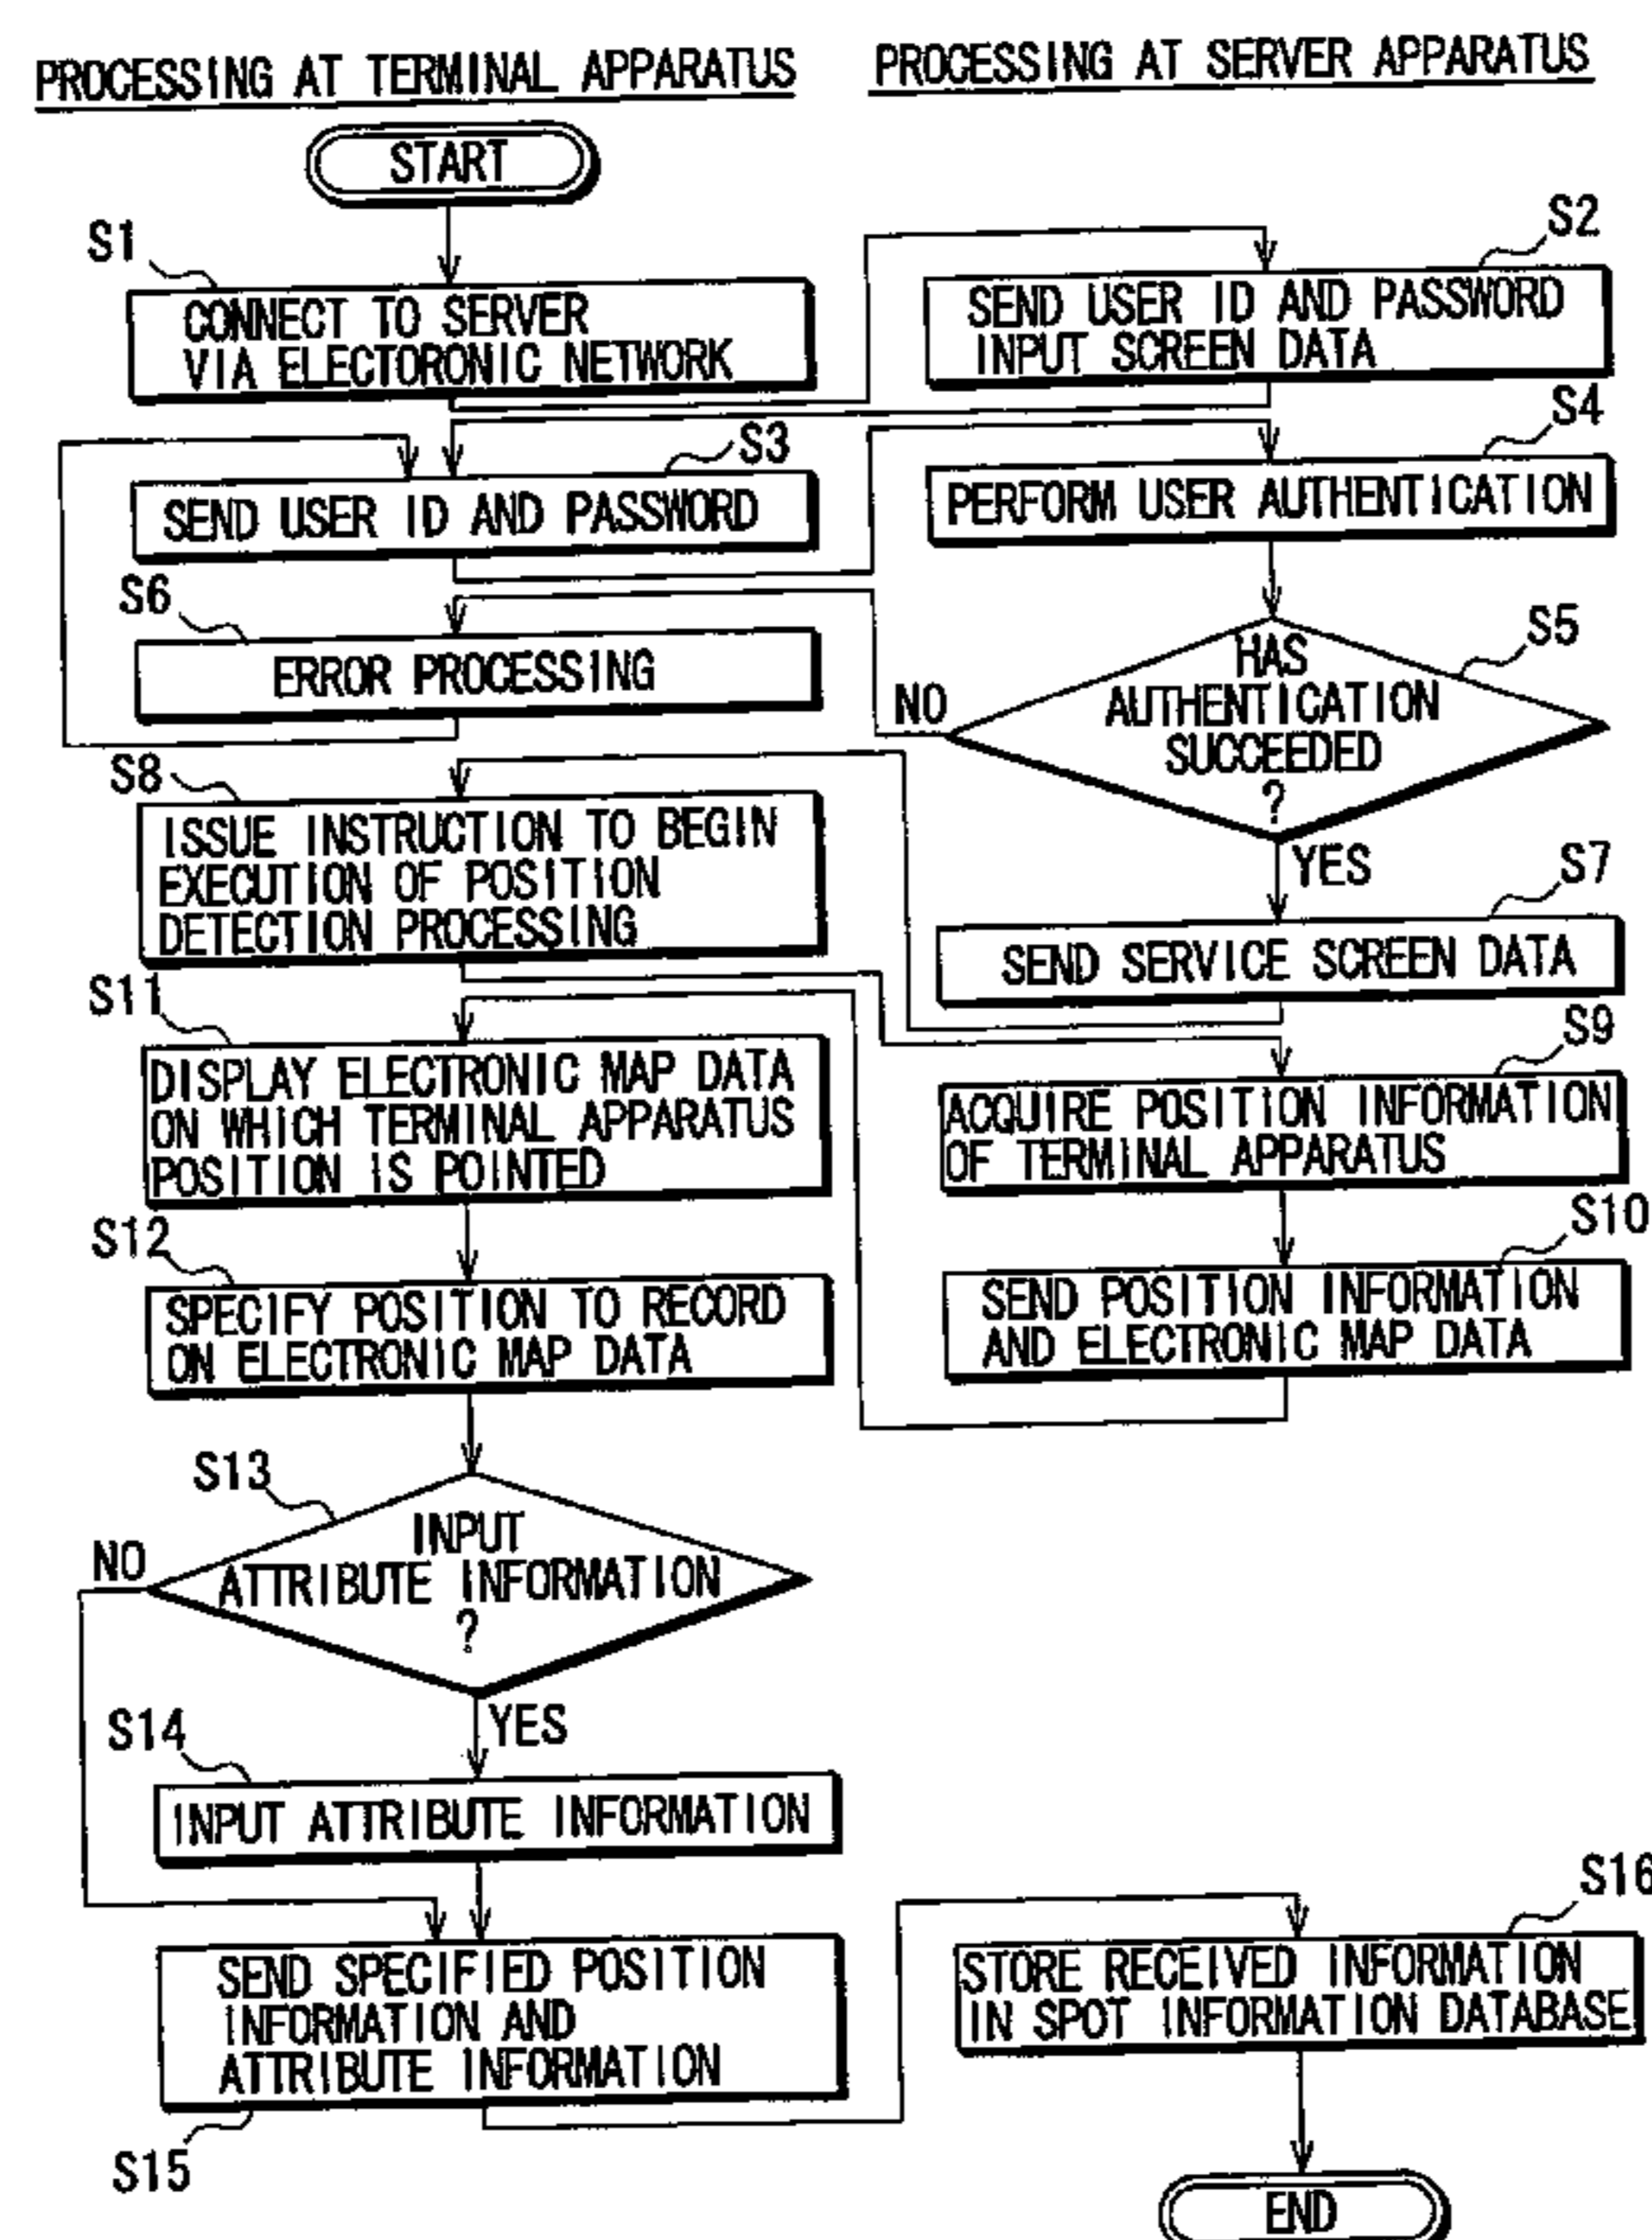 PROCESSING AT TERMINAL APPARATUS
PROCESSING AT SERVER APPARATUS
START
S1
CONNECT TO SERVER
VIA ELECTORONIC NETWORK
S2
SEND USER ID AND PASSWORD
INPUT SCREEN DATA
S3
SEND USER ID AND PASSWORD
S4
PERFORM USER AUTHENTICATION
S5
HAS
AUTHENTICATION
SUCCEEDED
?
NO
YES
S6
ERROR PROCESSING
S7
SEND SERVICE SCREEN DATA
S8
ISSUE INSTRUCTION TO BEGIN
EXECUTION OF POSITION
DETECTION PROCESSING
S9
ACQUIRE POSITION INFORMATION
OF TERMINAL APPARATUS
S10
SEND POSITION INFORMATION
AND ELECTRONIC MAP DATA
S11
DISPLAY ELECTRONIC MAP DATA
ON WHICH TERMINAL APPARATUS
POSITION IS POINTED
S12
SPECIFY POSITION TO RECORD
ON ELECTRONIC MAP DATA
S13
INPUT
ATTRIBUTE INFORMATION
?
NO
YES
S14
INPUT ATTRIBUTE INFORMATION
SEND SPECIFIED POSITION
INFORMATION AND
ATTRIBUTE INFORMATION
S15
S16
STORE RECEIVED INFORMATION
IN SPOT INFORMATION DATABASE
END